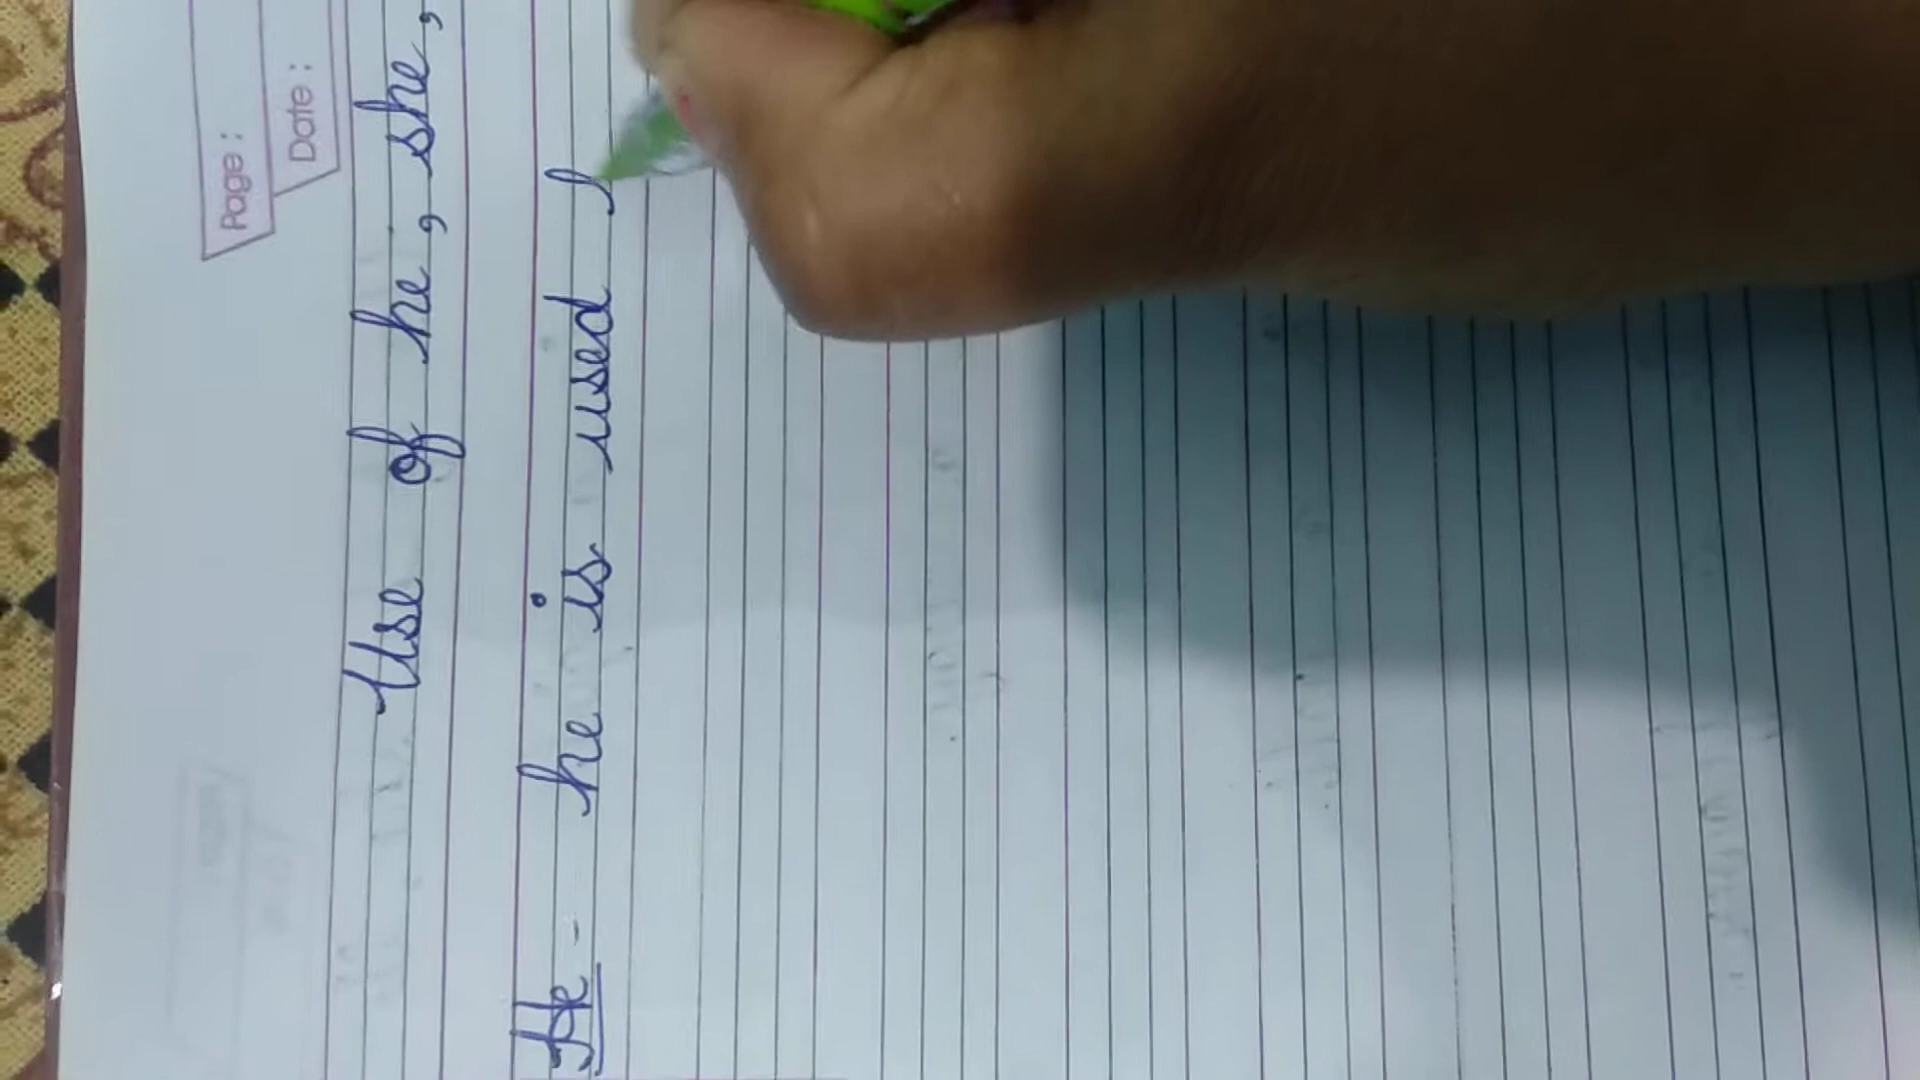 Page :
Date :
Use of he, she,
He - he is used